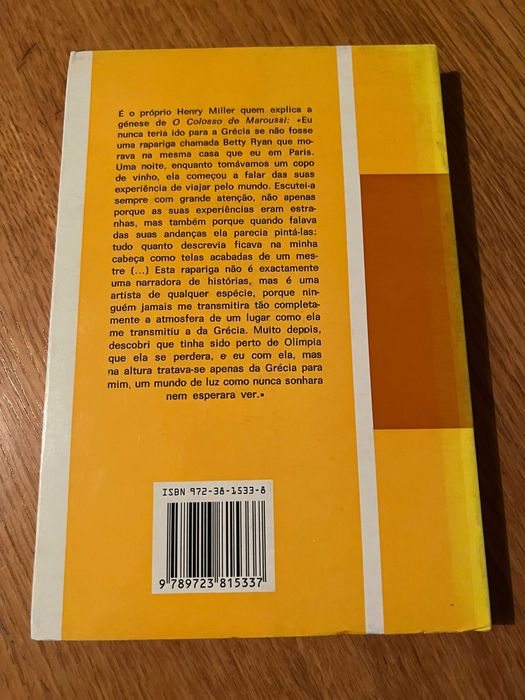 É o próprio Henry Miller quem explica a
génese de O Colosso de Maroussi: «Eu
nunca teria ido para a Grécia se não fosse
uma rapariga chamada Betty Ryan que mo-
rava na mesma casa que eu em Paris.
Uma noite, enquanto tomávamos um copo
de vinho, ela começou a falar das suas
experiência de viajar pelo mundo. Escutei-a
sempre com grande atenção, não apenas
porque as suas experiências eram estra-
nhas, mas também porque quando falava
das suas andanças ela parecia pintá-las:
tudo quanto descrevia ficava na minha
cabeça como telas acabadas de um mes-
tre (...) Esta rapariga não é exactamente
uma narradora de histórias, mas é uma
artista de qualquer espécie, porque nin-
guém jamais me transmitira tão completa-
mente a atmosfera de um lugar como ela
me transmitiu a da Grécia. Muito depois,
descobri que tinha sido perto de Olímpia
que ela se perdera, e eu com ela, mas
na altura tratava-se apenas da Grécia para
mim, um mundo de luz como nunca sonhara
nem esperara ver.»
ISBN 972-38-1533-8
9 789723 815337